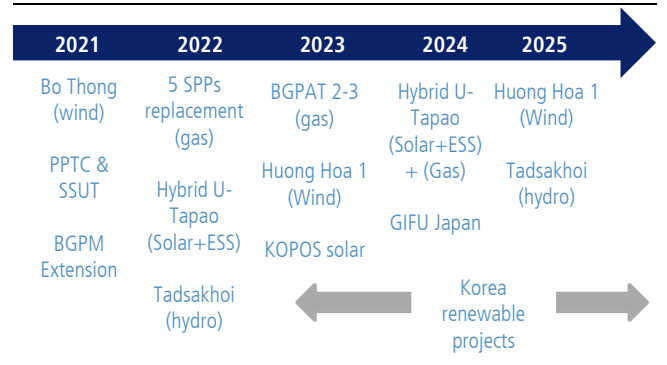 2021
2022
2023
2024
2025
Bo Thong
(wind)
PPTC &
SSUT
BGPM
Extension
5 SPPs
replacement
(gas)
Hybrid U-
Tapao
(Solar+ESS)
Tadsakhoi
(hydro)
BGPAT 2-3
(gas)
Huong Hoa 1
(Wind)
KOPOS solar
Hybrid U-
Tapao
(Solar+ESS)
+ (Gas)
GIFU Japan
Huong Hoa 1
(Wind)
Tadsakhoi
(hydro)
Korea
renewable
projects